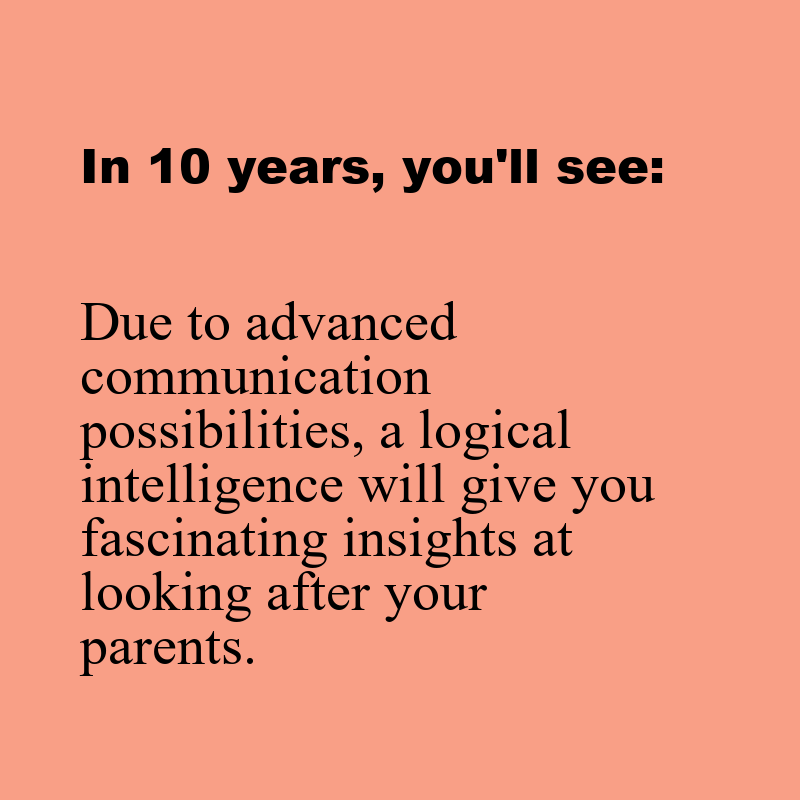 In 10 years, you'll see:
Due to advanced
communication
possibilities, a logical
intelligence will give you
fascinating insights at
looking after your
parents.